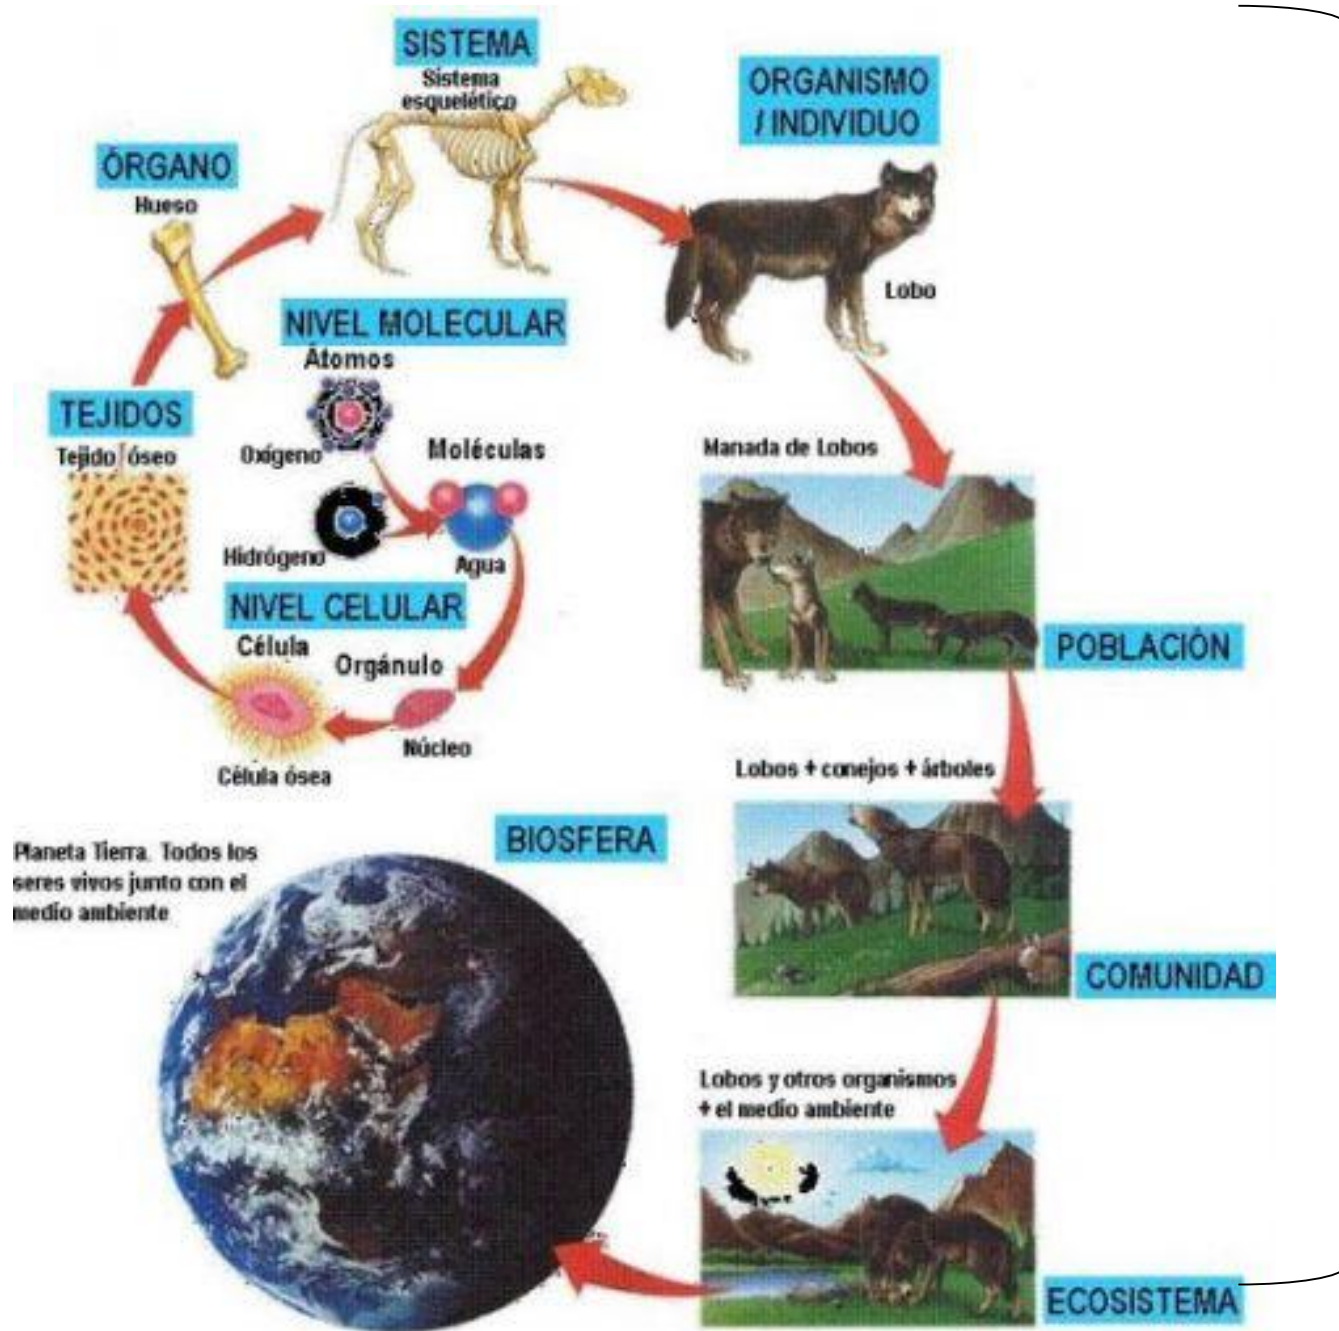 SISTEMA
Sistema
esquelético
ORGANISMO
/ INDIVIDUO
Lobo
ÓRGANO
Hueso
NIVEL MOLECULAR
Átomos
Oxígeno
Hidrógeno
Moléculas
Agua
TEJIDOS
Tejido óseo
NIVEL CELULAR
Célula
Orgánulo
Núcleo
Célula ósea
Manada de Lobos
POBLACIÓN
Lobos + conejos + árboles
COMUNIDAD
Lobos y otros organismos
+ el medio ambiente
ECOSISTEMA
BIOSFERA
Planeta Tierra. Todos los
seres vivos junto con el
medio ambiente